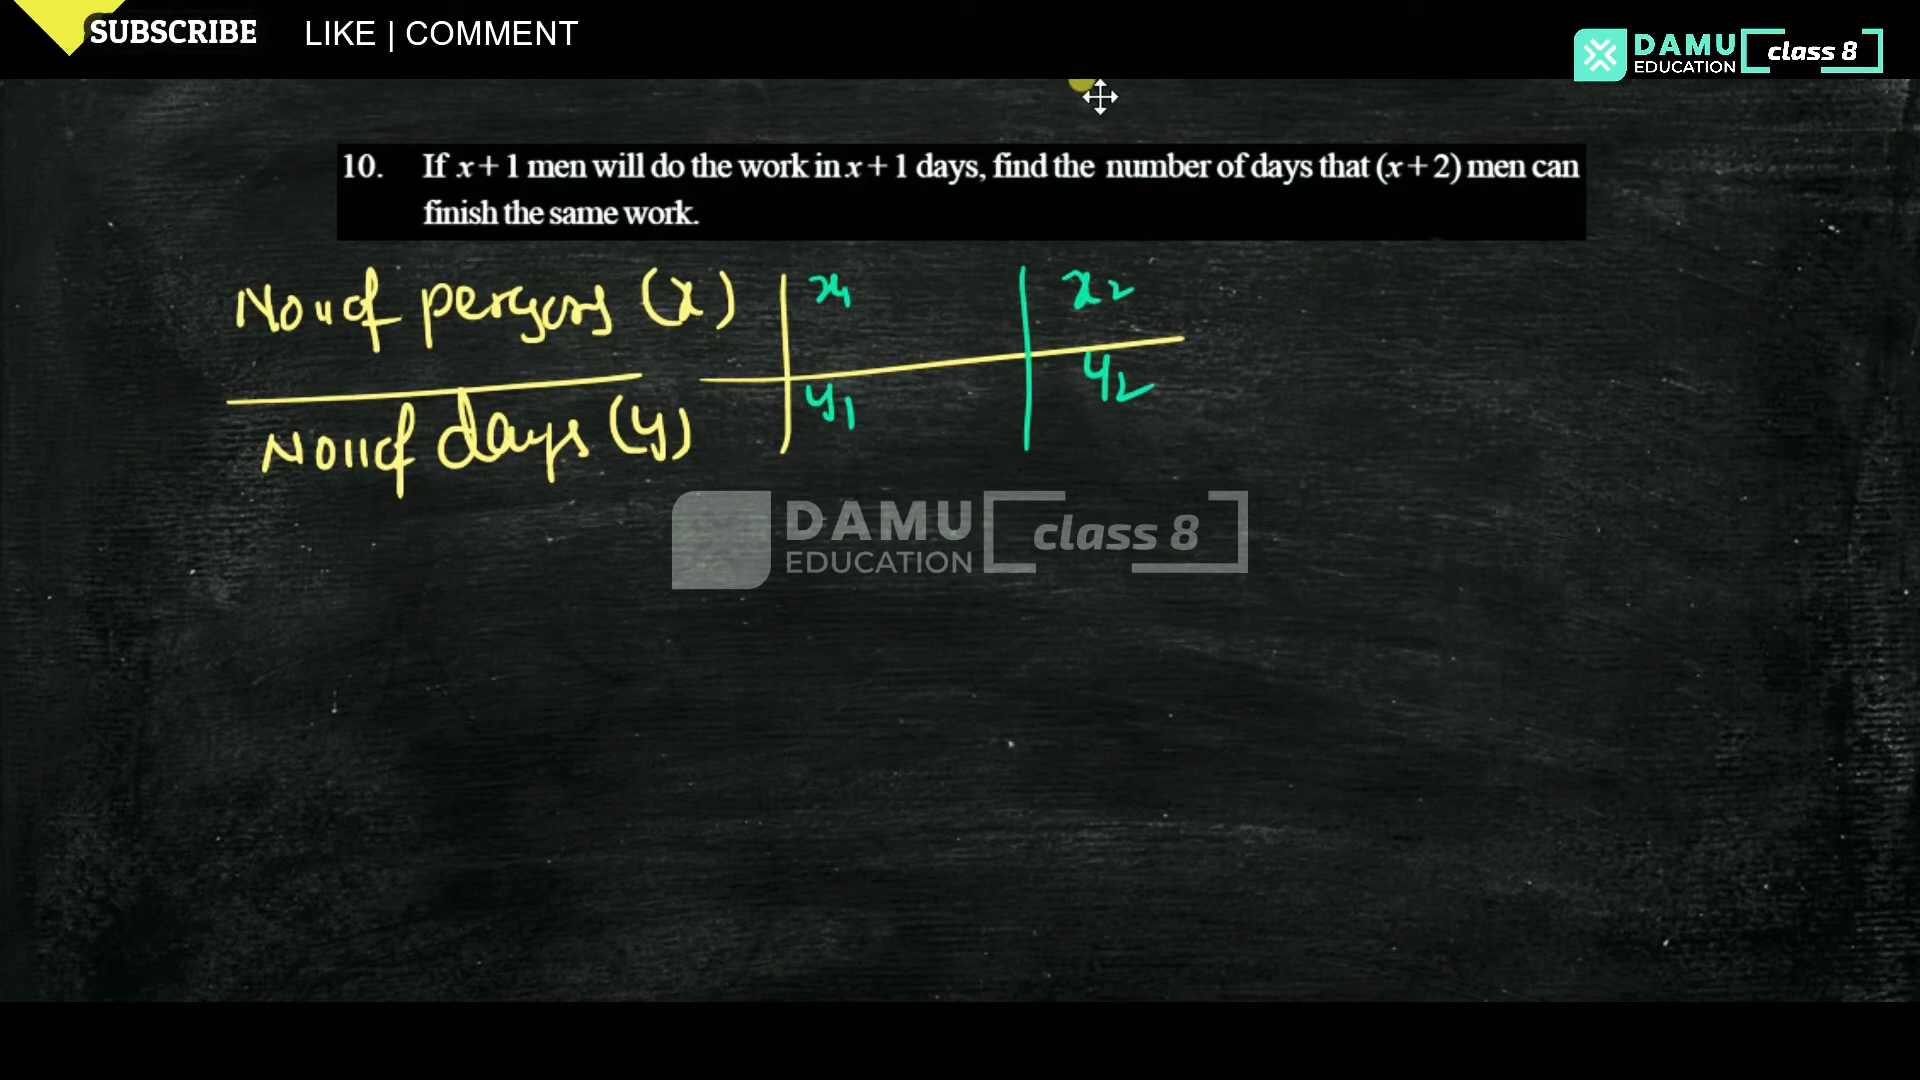 SUBSCRIBE LIKE | COMMENT
DAMU EDUCATION class 8
10. If x + 1 men will do the work in x + 1 days, find the number of days that (x + 2) men can
finish the same work.
No of persons (x) x1 x2
No of days (y) y1 y2
DAMU EDUCATION class 8